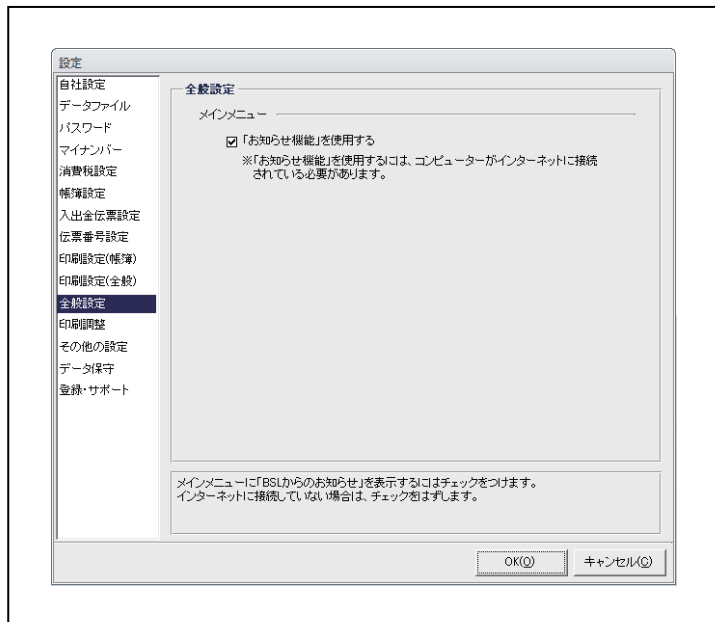 設定
自社設定
データファイル
パスワード
マイナンバー
消費税設定
帳簿設定
入出金伝票設定
伝票番号設定
印刷設定(帳簿)
印刷設定(全般)
全般設定
印刷調整
その他の設定
データ保守
登録・サポート
全般設定
メインメニュー
「お知らせ機能」を使用する
※「お知らせ機能」を使用するには、コンピューターがインターネットに接続
されている必要があります。
メインメニューに「BSLからのお知らせ」を表示するにはチェックをつけます。
インターネットに接続していない場合は、チェックをはずします。
OK(O)
キャンセル(C)